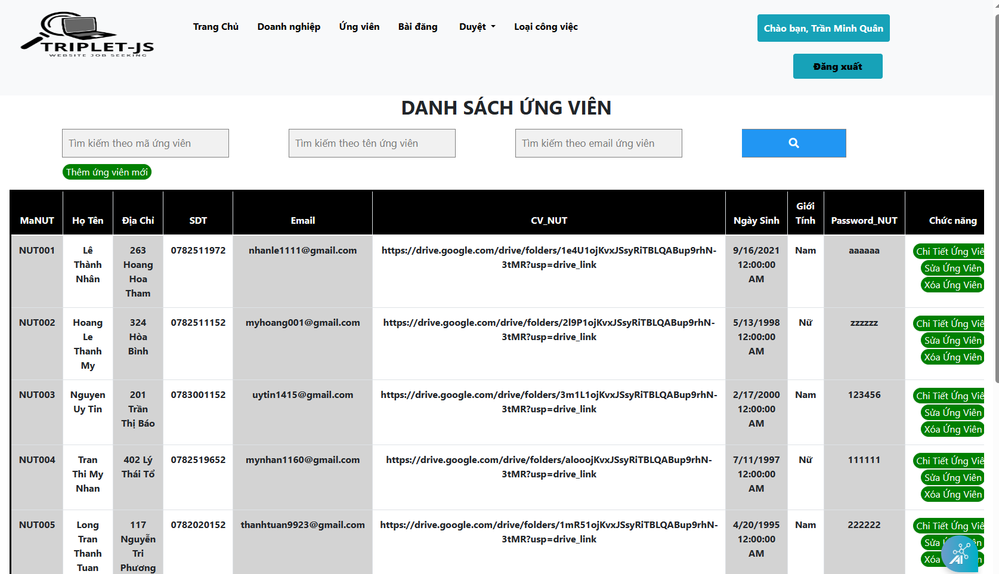 TRIPLET-JS
WEBSITE JOB SEEKING
Trang Chủ
Doanh nghiệp
Ứng viên
Bài đăng
Duyệt
Loại công việc
Chào bạn, Trần Minh Quân
Đăng xuất
DANH SÁCH ỨNG VIÊN
Tìm kiếm theo mã ứng viên
Tìm kiếm theo tên ứng viên
Tìm kiếm theo email ứng viên
Thêm ứng viên mới
MaNUT
Họ Tên
Địa Chỉ
SDT
Email
CV_NUT
Ngày Sinh
Giới
Tính
Password_NUT
Chức năng
NUT001
Lê
Thành
Nhân
263
Hoang
Hoa
Tham
0782511972
nhanle1111@gmail.com
https://drive.google.com/drive/folders/1e4U1ojKvxJSsyRiTBLQABup9rhN-
3tMR?usp=drive_link
9/16/2021
12:00:00
AM
Nam
aaaaaa
Chi Tiết Ứng Viê
Sửa Ứng Viên
Xóa Ứng Viên
NUT002
Hoang
Le
Thanh
My
324
Hòa
Bình
0782511152
myhoang001@gmail.com
https://drive.google.com/drive/folders/2l9P1ojKvxJSsyRiTBLQABup9rhN-
3tMR?usp=drive_link
5/13/1998
12:00:00
AM
Nữ
zzzzzz
Chi Tiết Ứng Viê
Sửa Ứng Viên
Xóa Ứng Viên
NUT003
Nguyen
Uy Tin
201
Trần
Thị Báo
0783001152
uytin1415@gmail.com
https://drive.google.com/drive/folders/3m1L1ojKvxJSsyRiTBLQABup9rhN-
3tMR?usp=drive_link
2/17/2000
12:00:00
AM
Nam
123456
Chi Tiết Ứng Viê
Sửa Ứng Viên
Xóa Ứng Viên
NUT004
Tran
Thi My
Nhan
402 Lý
Thái Tổ
0782519652
mynhan1160@gmail.com
https://drive.google.com/drive/folders/alooojKvxJSsyRiTBLQABup9rhN-
3tMR?usp=drive_link
7/11/1997
12:00:00
AM
Nữ
111111
Chi Tiết Ứng Viê
Sửa Ứng Viên
Xóa Ứng Viên
NUT005
Long
Tran
Thanh
Tuan
117
Nguyễn
Tri
Phương
0782020152
thanhtuan9923@gmail.com
https://drive.google.com/drive/folders/1mR51ojKvxJSsyRiTBLQABup9rhN-
3tMR?usp=drive_link
4/20/1995
12:00:00
AM
Nam
222222
Chi Tiết Ứng Viê
Sửa
Xóa
AI